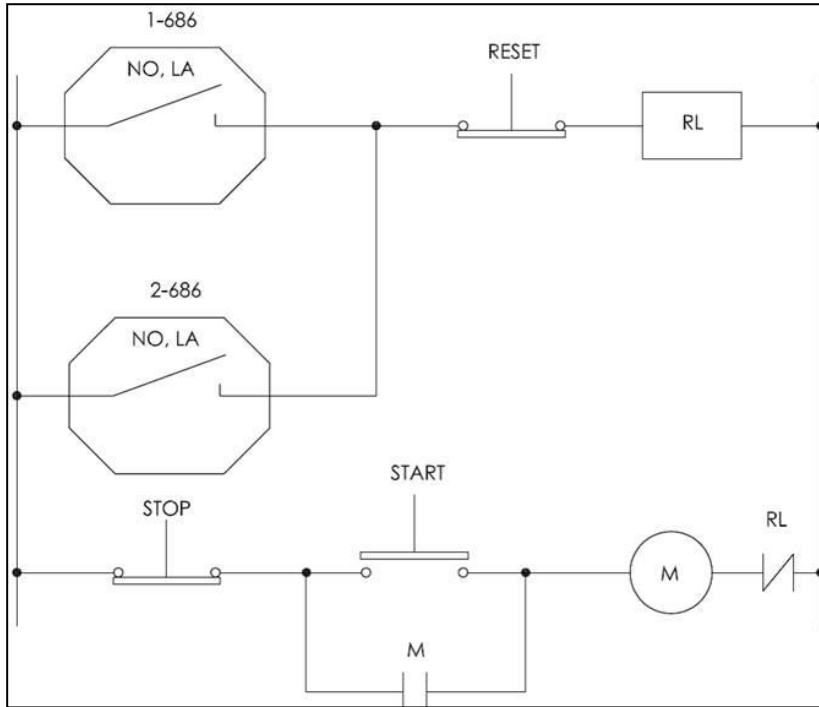 1-686
NO, LA
RESET
RL
2-686
NO, LA
START
STOP
RL
M
M